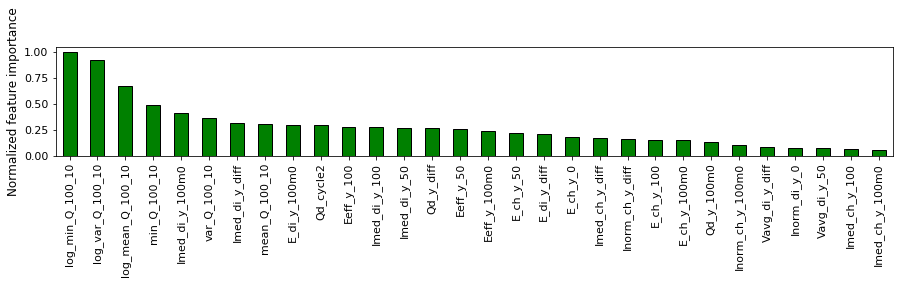 Normalized feature importance
1.00
0.75
0.50
0.25
0.00
log_min_Q_100_10
log_var_Q_100_10
log_mean_Q_100_10
min_Q_100_10
Imed_di_y_100m0
var_Q_100_10
Imed_di_y_diff
mean_Q_100_10
E_di_y_100m0
Qd_cycle2
Eeff_y_100
Imed_di_y_100
Imed_di_y_50
Qd_y_diff
Eeff_y_50
Eeff_y_100m0
E_ch_y_50
E_di_y_diff
E_ch_y_0
Imed_ch_y_diff
Inorm_ch_y_diff
E_ch_y_100
E_ch_y_100m0
Qd_y_100m0
Inorm_ch_y_100m0
Vavg_di_y_diff
Inorm_di_y_0
Vavg_di_y_50
Imed_ch_y_100
Imed_ch_y_100m0